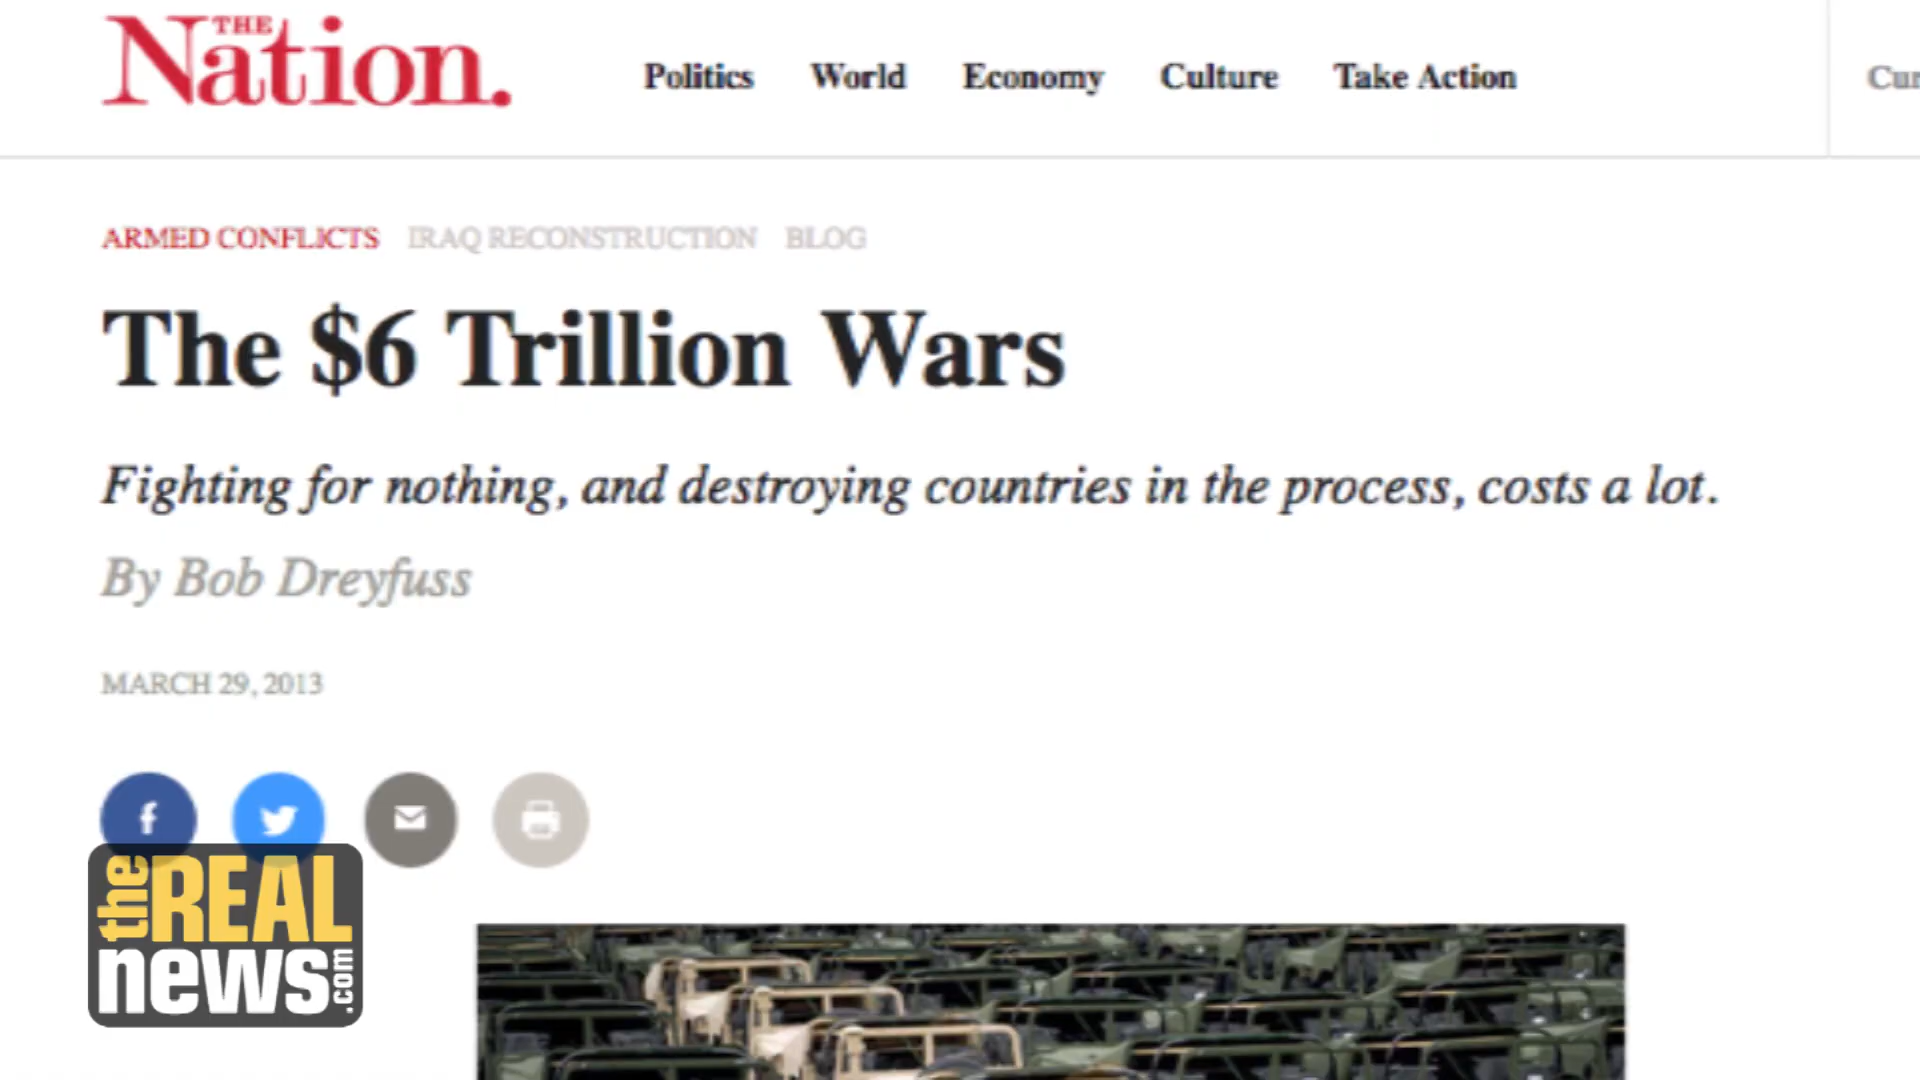 THE
Nation.
Politics World Economy Culture Take Action
ARMED CONFLICTS IRAQ RECONSTRUCTION BLOG
The $6 Trillion Wars
Fighting for nothing, and destroying countries in the process, costs a lot.
By Bob Dreyfuss
MARCH 29, 2013
f
the REAL
news.com